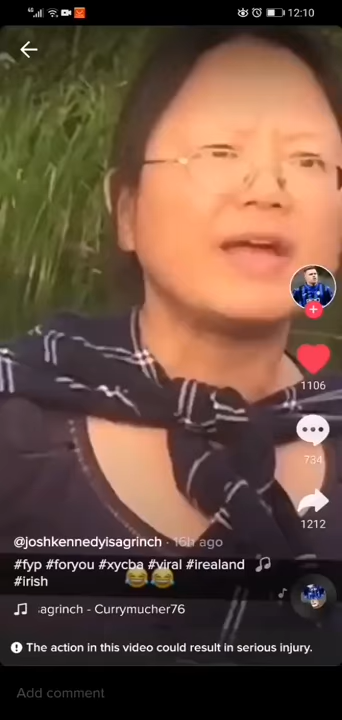 4G
12:10
1106
734
1212
@joshkennedyisagrinch · 16h ago
#fyp #foryou #xycba #viral #irealand
#irish
:agrinch - Currymucher76
The action in this video could result in serious injury.
Add comment